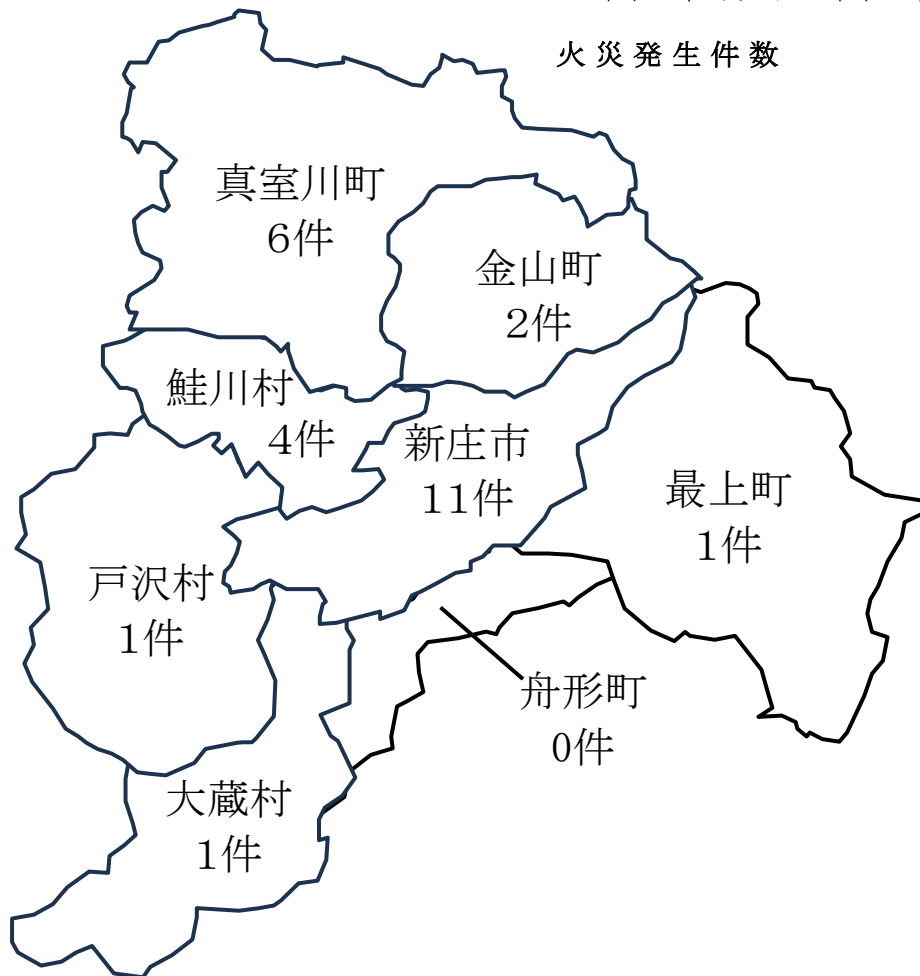 火災発生件数
真室川町
6件
金山町
2件
鮭川村
4件
新庄市
11件
最上町
1件
戸沢村
1件
舟形町
0件
大蔵村
1件